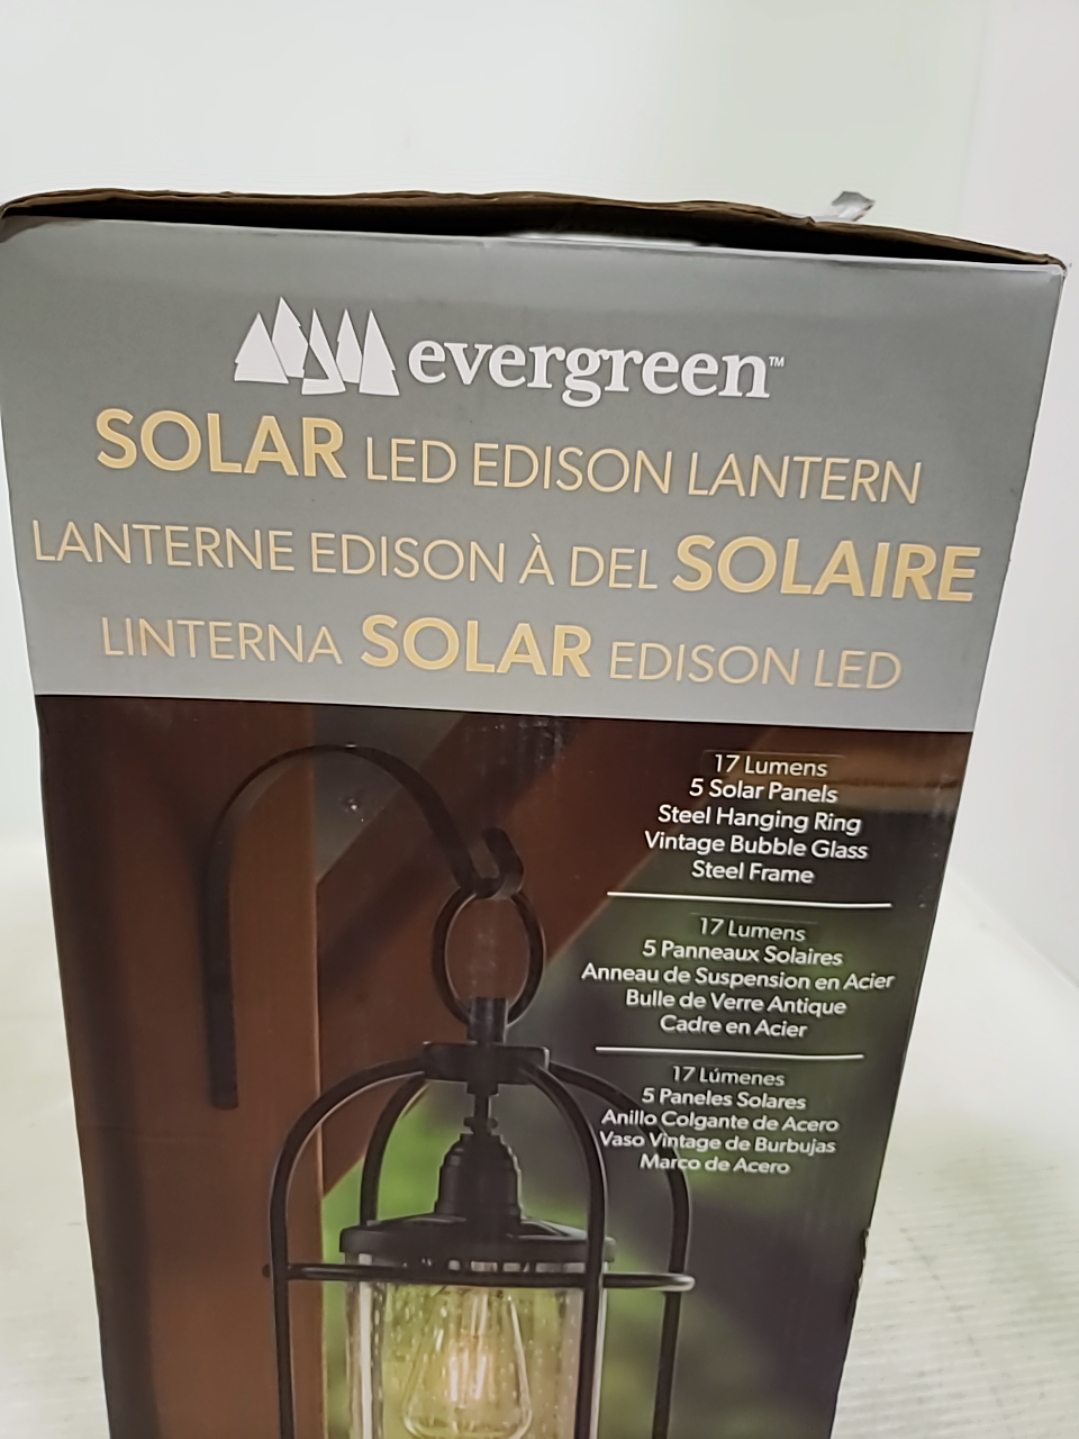 evergreen™
SOLAR LED EDISON LANTERN
LANTERNE EDISON À DEL SOLAIRE
LINTERNA SOLAR EDISON LED
17 Lumens
5 Solar Panels
Steel Hanging Ring
Vintage Bubble Glass
Steel Frame
17 Lumens
5 Panneaux Solaires
Anneau de Suspension en Acier
Bulle de Verre Antique
Cadre en Acier
17 Lúmenes
5 Paneles Solares
Anillo Colgante de Acero
Vaso Vintage de Burbujas
Marco de Acero